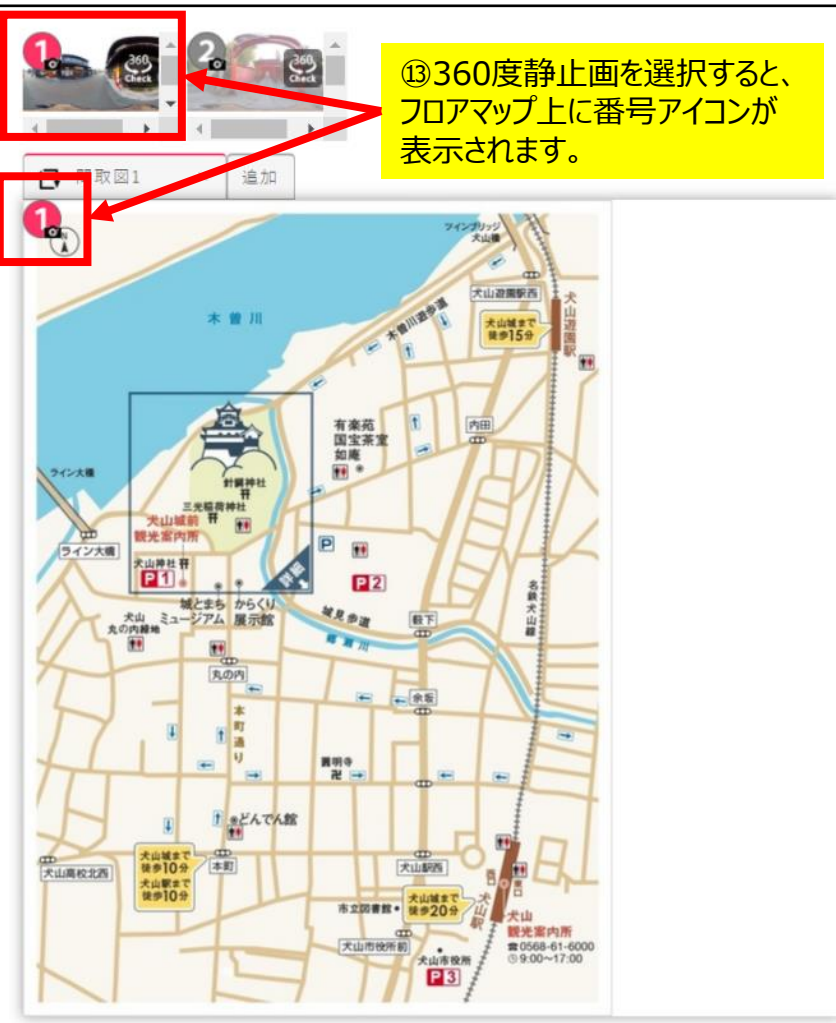 1
360
Check
2
360
Check
⑬360度静止画を選択すると、
フロアマップ上に番号アイコンが
表示されます。
間取図1
追加
1
N
ツインブリッジ
犬山橋
犬山遊園駅西
犬山遊園駅
犬山城まで
徒歩15分
木曽川
木曽川遊歩道
有楽苑
国宝茶室
如庵
内田
ライン大橋
針綱神社
三光稲荷神社
犬山城前
観光案内所
ライン大橋
犬山神社
P1
P
P2
詳細
名鉄犬山線
城とまち
ミュージアム
からくり
展示館
犬山
丸の内緑地
城見歩道
郷瀬川
丸の内
余坂
本町通り
圓明寺
卍
どんでん館
犬山城まで
徒歩10分
犬山駅まで
徒歩10分
本町
犬山高校北西
犬山駅西
西口
東口
犬山駅
市立図書館
犬山城まで
徒歩20分
犬山
観光案内所
☎0568-61-6000
9:00〜17:00
犬山市役所前
犬山市役所
P3